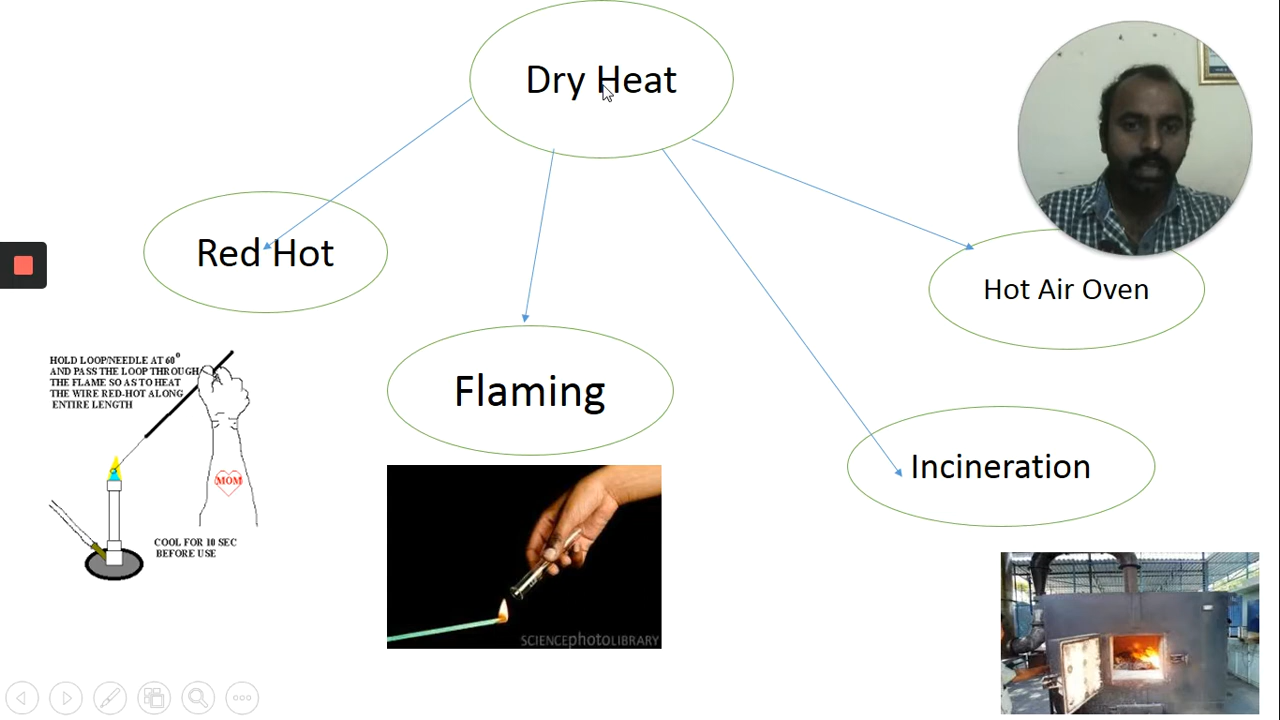 Dry Heat
Red Hot
Hot Air Oven
Flaming
Incineration
HOLD LOOP/NEEDLE AT 60°
AND PASS THE LOOP THROUGH
THE FLAME SO AS TO HEAT
THE WIRE RED-HOT ALONG
ENTIRE LENGTH
MOM
COOL FOR 10 SEC
BEFORE USE
SCIENCEphotoLIBRARY